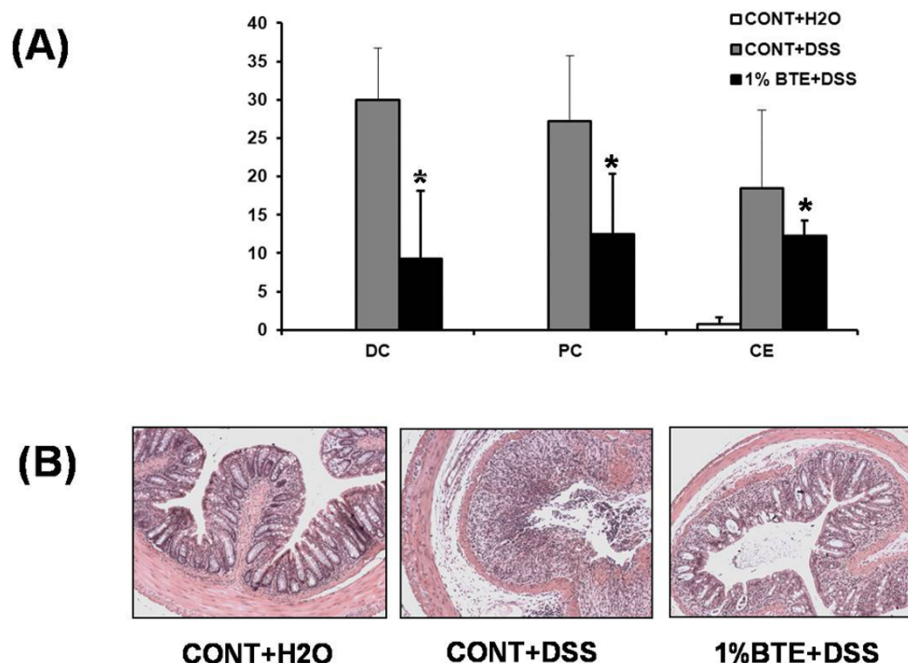 (A)
40
35
30
25
20
15
10
5
0
CONT+H2O
CONT+DSS
1% BTE+DSS
*
*
*
DC PC CE
(B)
CONT+H2O CONT+DSS 1%BTE+DSS